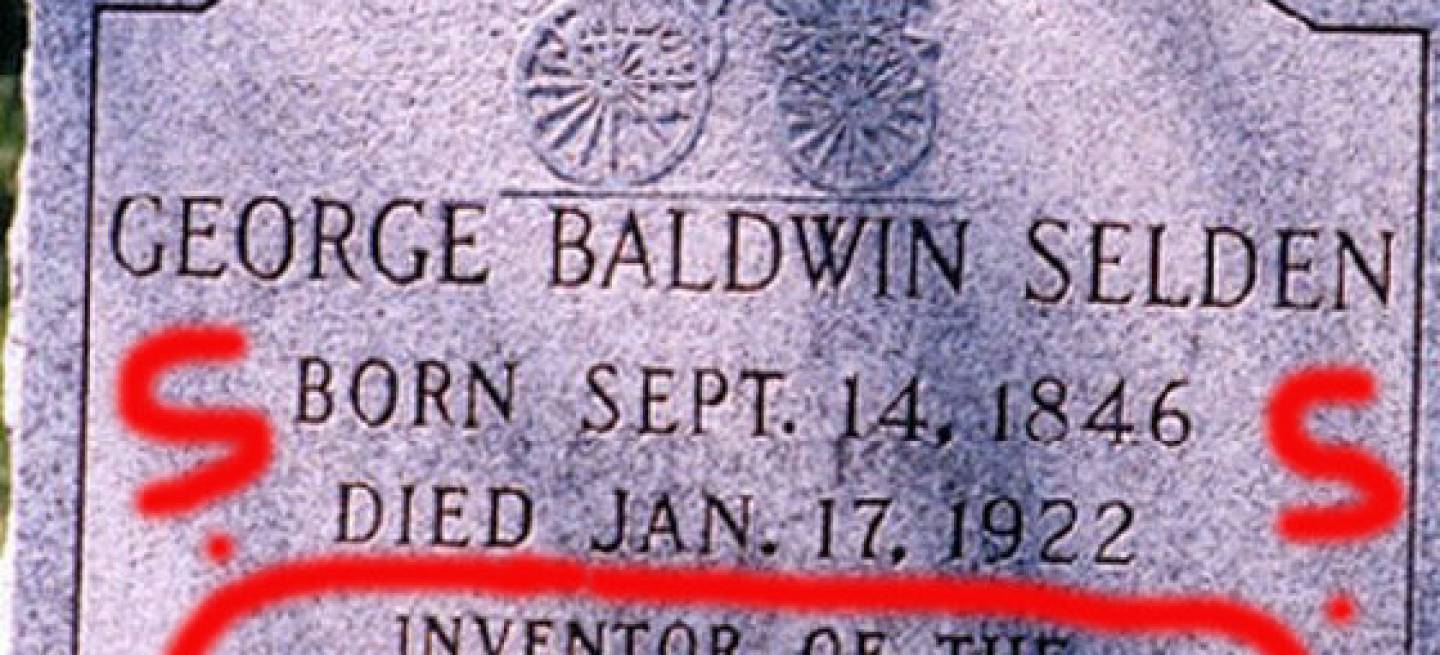 GEORGE BALDWIN SELDEN
S BORN SEPT. 14, 1846 S
DIED JAN. 17, 1922
INVENTOR OF THE